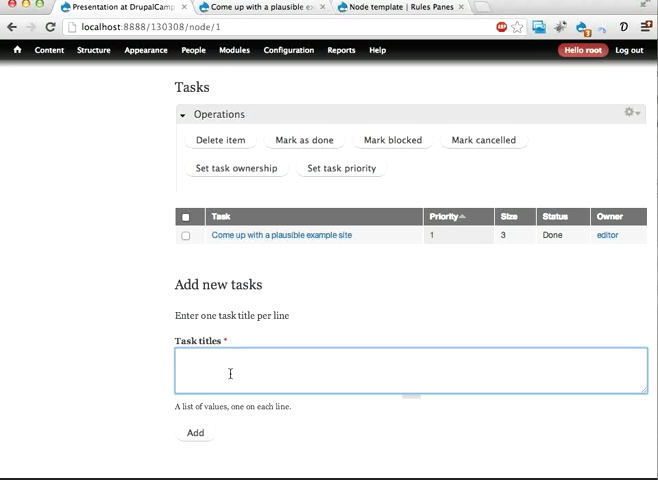 Presentation at DrupalCamp
Come up with a plausible ex
Node template | Rules Panes
localhost:8888/130308/node/1
Content Structure Appearance People Modules Configuration Reports Help Hello root Log out
Tasks
Operations
Delete item Mark as done Mark blocked Mark cancelled
Set task ownership Set task priority
Task Priority Size Status Owner
Come up with a plausible example site 1 3 Done editor
Add new tasks
Enter one task title per line
Task titles *
A list of values, one on each line.
Add